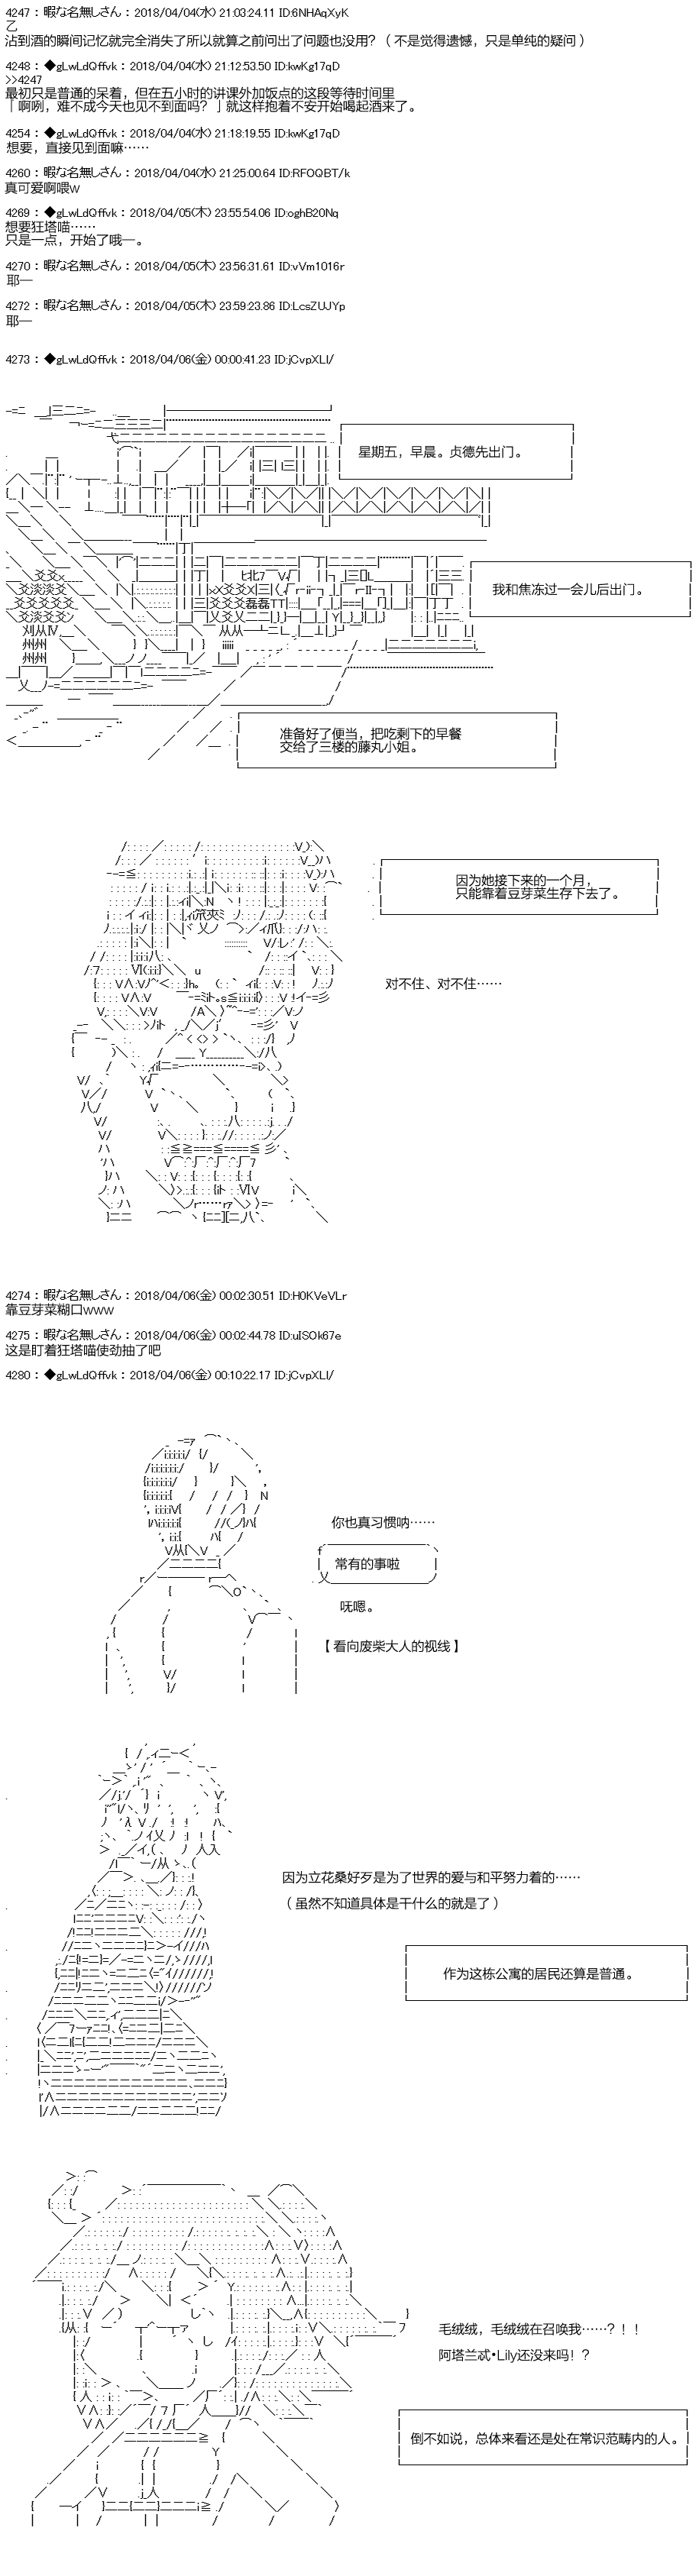 4247 : 暇な名無しさん : 2018/04/04(水) 21:03:24.11 ID:6NHAqXyK
乙
沾到酒的瞬间记忆就完全消失了所以就算之前问出了问题也没用？（不是觉得遗憾，只是单纯的疑问）
4248 : ◆gLwLdQffvk : 2018/04/04(水) 21:12:53.50 ID:kwKg17qD
>>4247
最初只是普通的呆着，但在五小时的讲课外加饭点的这段等待时间里
「啊咧，难不成今天也见不到面吗？」就这样抱着不安开始喝起酒来了。
4254 : ◆gLwLdQffvk : 2018/04/04(水) 21:18:19.55 ID:kwKg17qD
想要，直接见到面嘛……
4260 : 暇な名無しさん : 2018/04/04(水) 21:25:00.64 ID:RFOQBT/k
真可爱啊喂w
4269 : ◆gLwLdQffvk : 2018/04/05(木) 23:55:54.06 ID:oghB20Nq
想要狂塔喵……
只是一点，开始了哦—。
4270 : 暇な名無しさん : 2018/04/05(木) 23:56:31.61 ID:vVm1016r
耶—
4272 : 暇な名無しさん : 2018/04/05(木) 23:59:23.86 ID:LcsZUJYp
耶—
4273 : ◆gLwLdQffvk : 2018/04/06(金) 00:00:41.23 ID:jCvpXLI/
星期五，早晨。贞德先出门。
我和焦冻过一会儿后出门。
准备好了便当，把吃剩下的早餐
交给了三楼的藤丸小姐。
因为她接下来的一个月，
只能靠着豆芽菜生存下去了。
对不住、对不住……
4274 : 暇な名無しさん : 2018/04/06(金) 00:02:30.51 ID:H0KVeVLr
靠豆芽菜糊口www
4275 : 暇な名無しさん : 2018/04/06(金) 00:02:44.78 ID:uISOk67e
这是盯着狂塔喵使劲抽了吧
4280 : ◆gLwLdQffvk : 2018/04/06(金) 00:10:22.17 ID:jCvpXLI/
你也真习惯呐……
常有的事啦
呒嗯。
【看向废柴大人的视线】
因为立花桑好歹是为了世界的爱与和平努力着的……
（虽然不知道具体是干什么的就是了）
作为这栋公寓的居民还算是普通。
毛绒绒，毛绒绒在召唤我……？！！
阿塔兰忒•Lily还没来吗！？
倒不如说，总体来看还是处在常识范畴内的人。